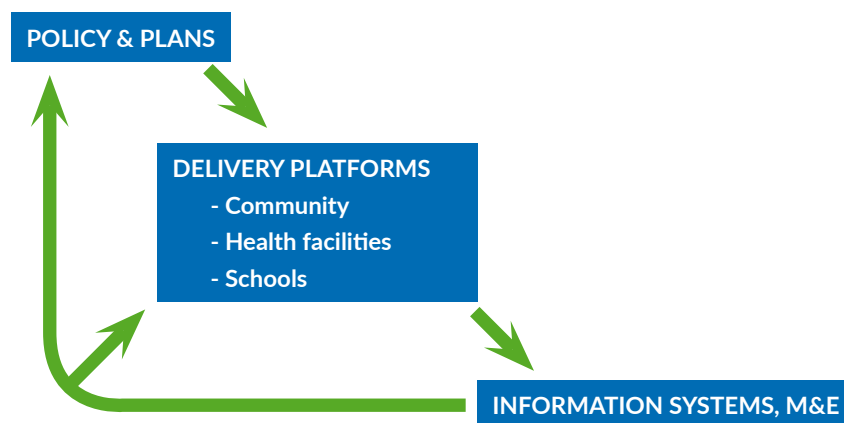 POLICY & PLANS
DELIVERY PLATFORMS
- Community
- Health facilities
- Schools
INFORMATION SYSTEMS, M&E